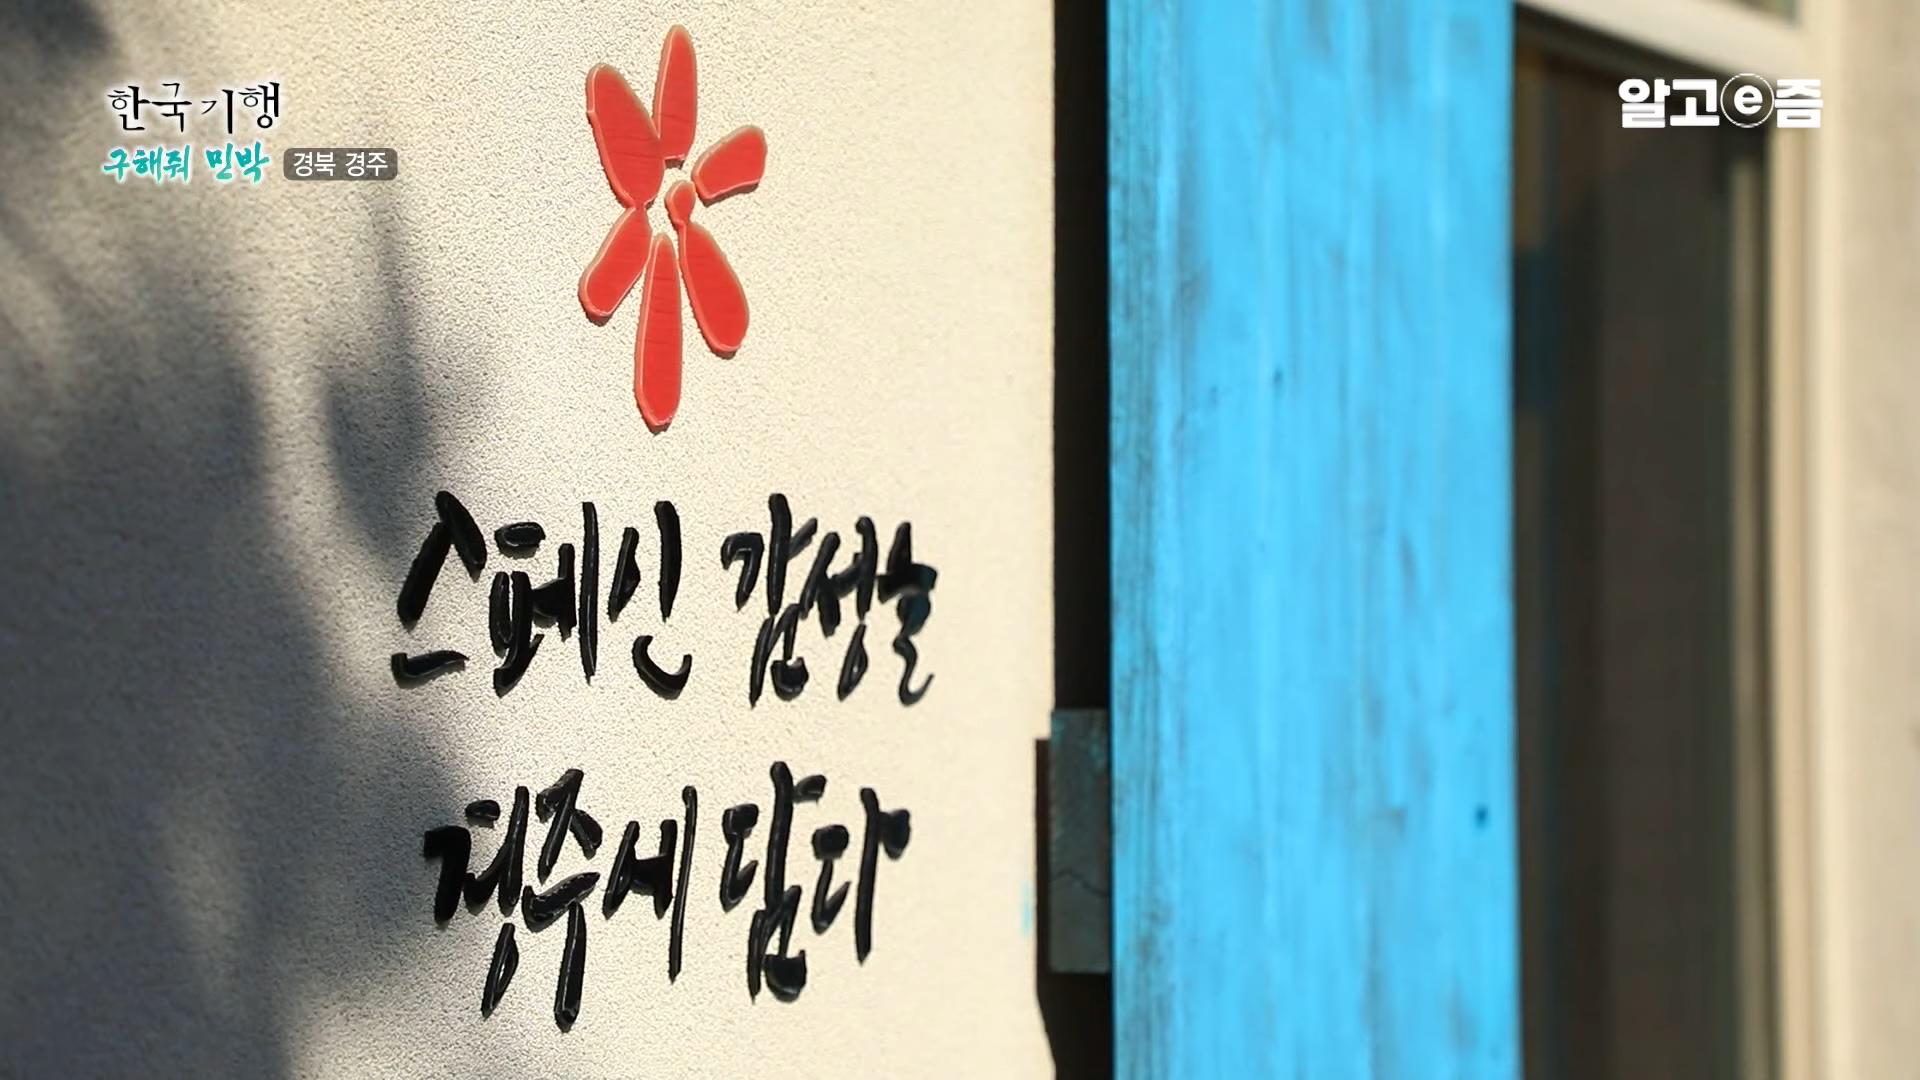 한국기행
구해줘 민박 경북 경주
알고e즘
스페인 감성을
경주에 담다